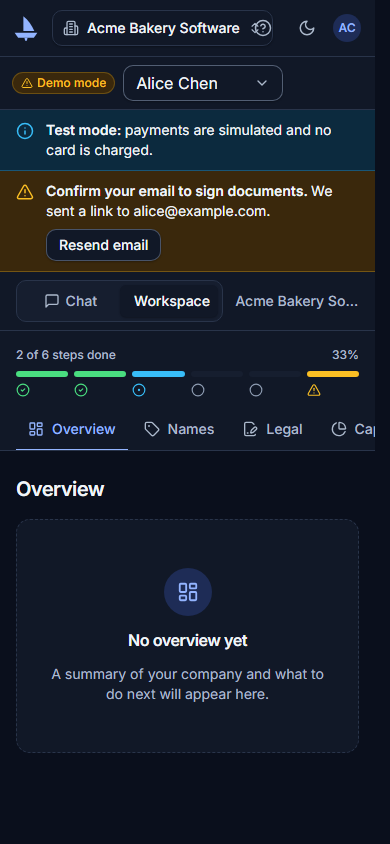 Acme Bakery Software
AC
Demo mode
Alice Chen
Test mode: payments are simulated and no
card is charged.
Confirm your email to sign documents. We
sent a link to alice@example.com.
Resend email
Chat
Workspace
Acme Bakery So...
2 of 6 steps done
33%
Overview
Names
Legal
Cap
Overview
No overview yet
A summary of your company and what to
do next will appear here.